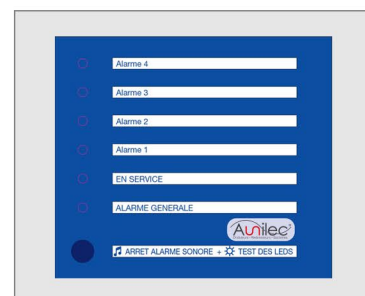 Alarme 4
Alarme 3
Alarme 2
Alarme 1
EN SERVICE
ALARME GENERALE
Aunilec
ARRET ALARME SONORE + TEST DES LEDS